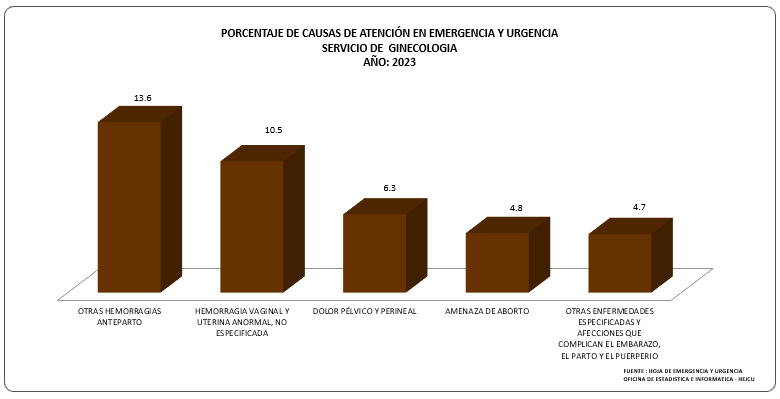 PORCENTAJE DE CAUSAS DE ATENCIÓN EN EMERGENCIA Y URGENCIA
SERVICIO DE GINECOLOGIA
AÑO: 2023
13.6
10.5
6.3
4.8
4.7
OTRAS HEMORRAGIAS
ANTEPARTO
HEMORRAGIA VAGINAL Y
UTERINA ANORMAL, NO
ESPECIFICADA
DOLOR PÉLVICO Y PERINEAL
AMENAZA DE ABORTO
OTRAS ENFERMEDADES
ESPECIFICADAS Y
AFECCIONES QUE
COMPLICAN EL EMBARAZO,
EL PARTO Y EL PUERPERIO
FUENTE : HOJA DE EMERGENCIA Y URGENCIA
OFICINA DE ESTADISTICA E INFORMATICA - HEJCU